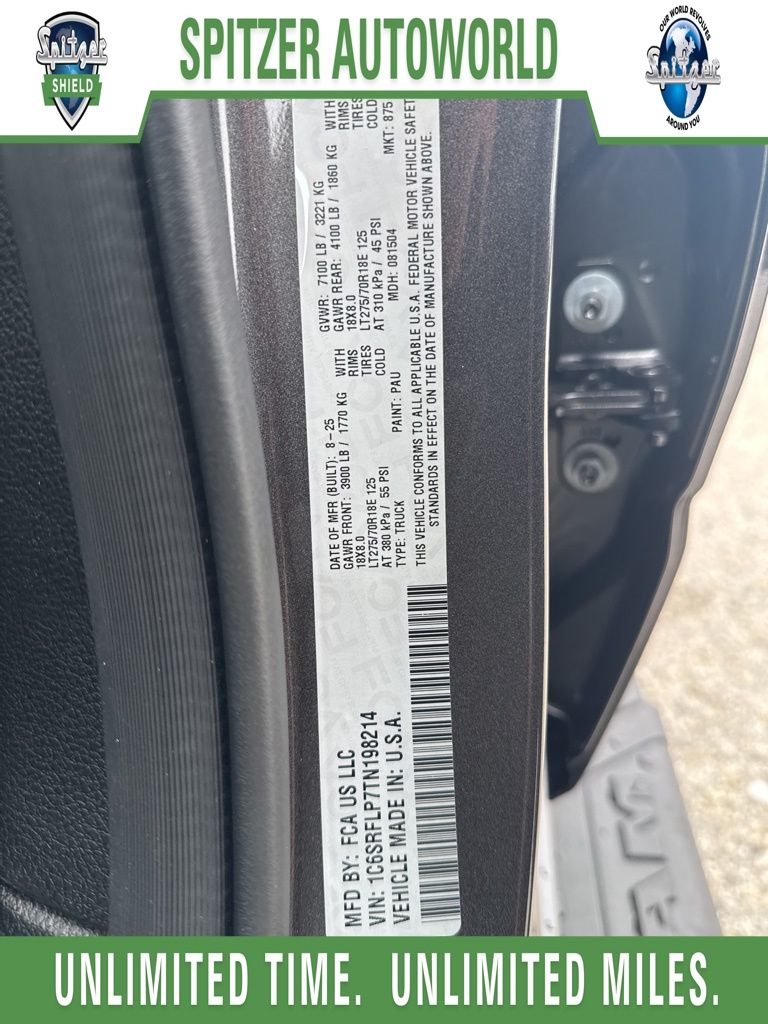 Spitzer
SHIELD
SPITZER AUTOWORLD
OUR WORLD REVOLVES
Spitzer
AROUND YOU
MFD BY: FCA US LLC
VIN: 1C6SRFLP7TN198214
VEHICLE MADE IN: U.S.A.
DATE OF MFR (BUILT): 8-25 GVWR: 7100 LB / 3221 KG
GAWR FRONT: 3900 LB / 1770 KG WITH GAWR REAR: 4100 LB / 1860 KG WITH
18X8.0 RIMS 18X8.0 RIMS
LT275/70R18E 125 TIRES LT275/70R18E 125 TIRES
AT 380 kPa / 55 PSI COLD AT 310 kPa / 45 PSI COLD
TYPE: TRUCK PAINT: PAU MDH: 081504 MKT: 875
THIS VEHICLE CONFORMS TO ALL APPLICABLE U.S.A. FEDERAL MOTOR VEHICLE SAFET
STANDARDS IN EFFECT ON THE DATE OF MANUFACTURE SHOWN ABOVE.
UNLIMITED TIME. UNLIMITED MILES.